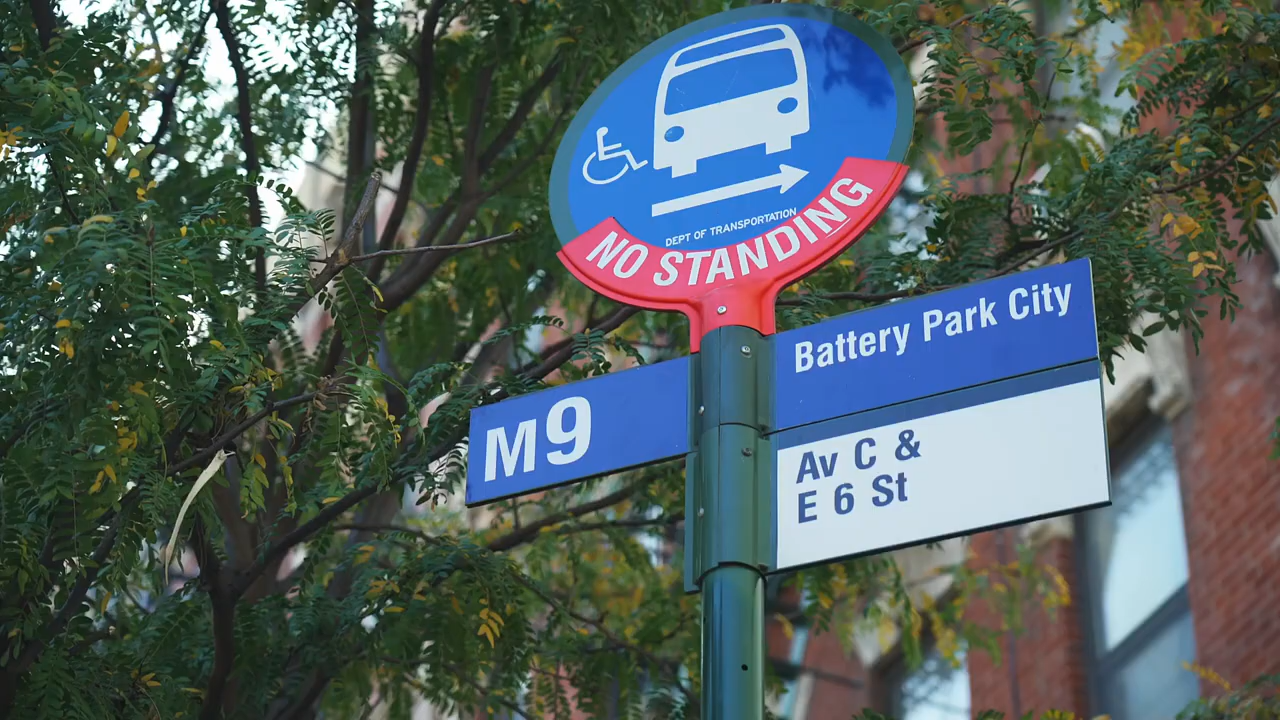 DEPT OF TRANSPORTATION
NO STANDING
M9
Battery Park City
Av C &
E 6 St